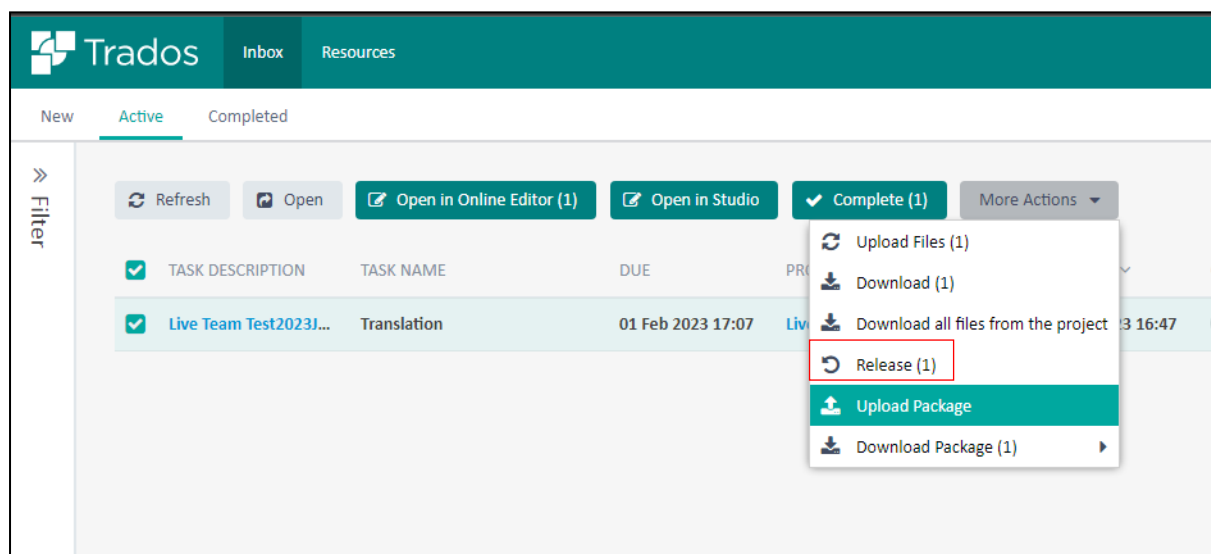 Trados Inbox Resources
New Active Completed
Filter
Refresh Open Open in Online Editor (1) Open in Studio Complete (1) More Actions
TASK DESCRIPTION TASK NAME DUE
Live Team Test2023J... Translation 01 Feb 2023 17:07 16:47
Upload Files (1)
Download (1)
Download all files from the project
Release (1)
Upload Package
Download Package (1)